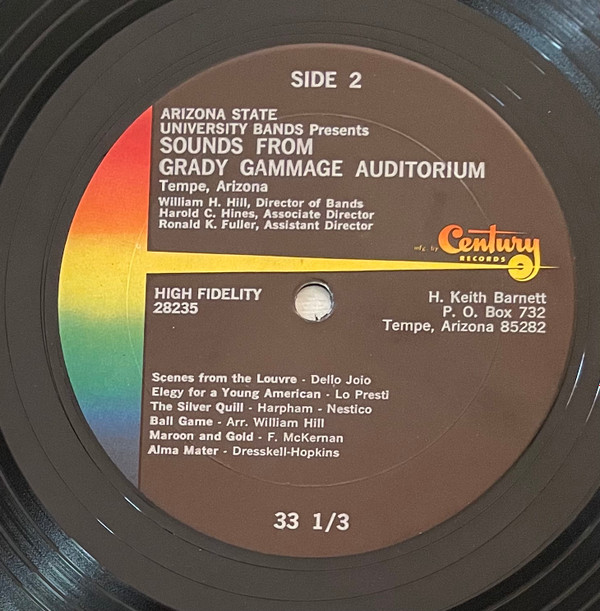 SIDE 2
ARIZONA STATE
UNIVERSITY BANDS Presents
SOUNDS FROM
GRADY GAMMAGE AUDITORIUM
Tempe, Arizona
William H. Hill, Director of Bands
Harold C. Hines, Associate Director
Ronald K. Fuller, Assistant Director
mfg. by Century
RECORDS
HIGH FIDELITY
28235
H. Keith Barnett
P. O. Box 732
Tempe, Arizona 85282
Scenes from the Louvre - Dello Joio
Elegy for a Young American - Lo Presti
The Silver Quill - Harpham - Nestico
Ball Game - Arr. William Hill
Maroon and Gold - F. McKernan
Alma Mater - Dresskell-Hopkins
33 1/3